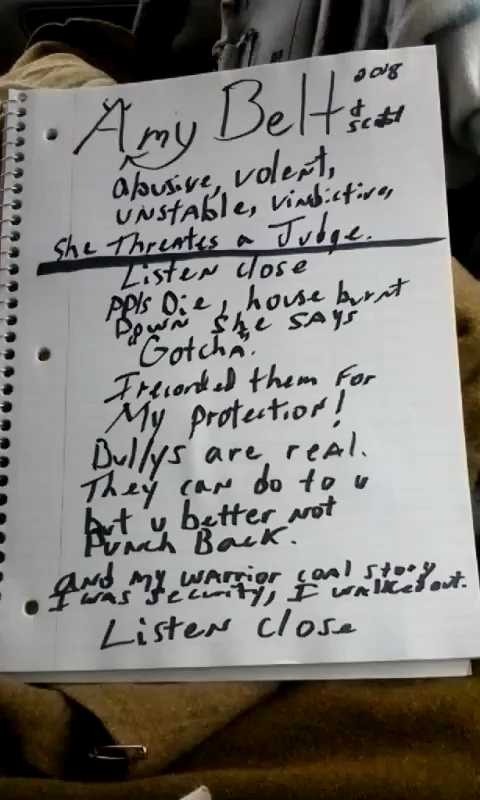 2018
Amy Belt
& Scott
abusive, volent,
unstable, vindictive,
She Threates a Judge.
Listen close
ppls Die, house burnt
Down she says
"Gotcha".
I recorded them for
My protection!
Bullys are real.
They can do to u
but u better not
Punch Back.
and my warrior coal story
I was security, I walked out.
Listen close